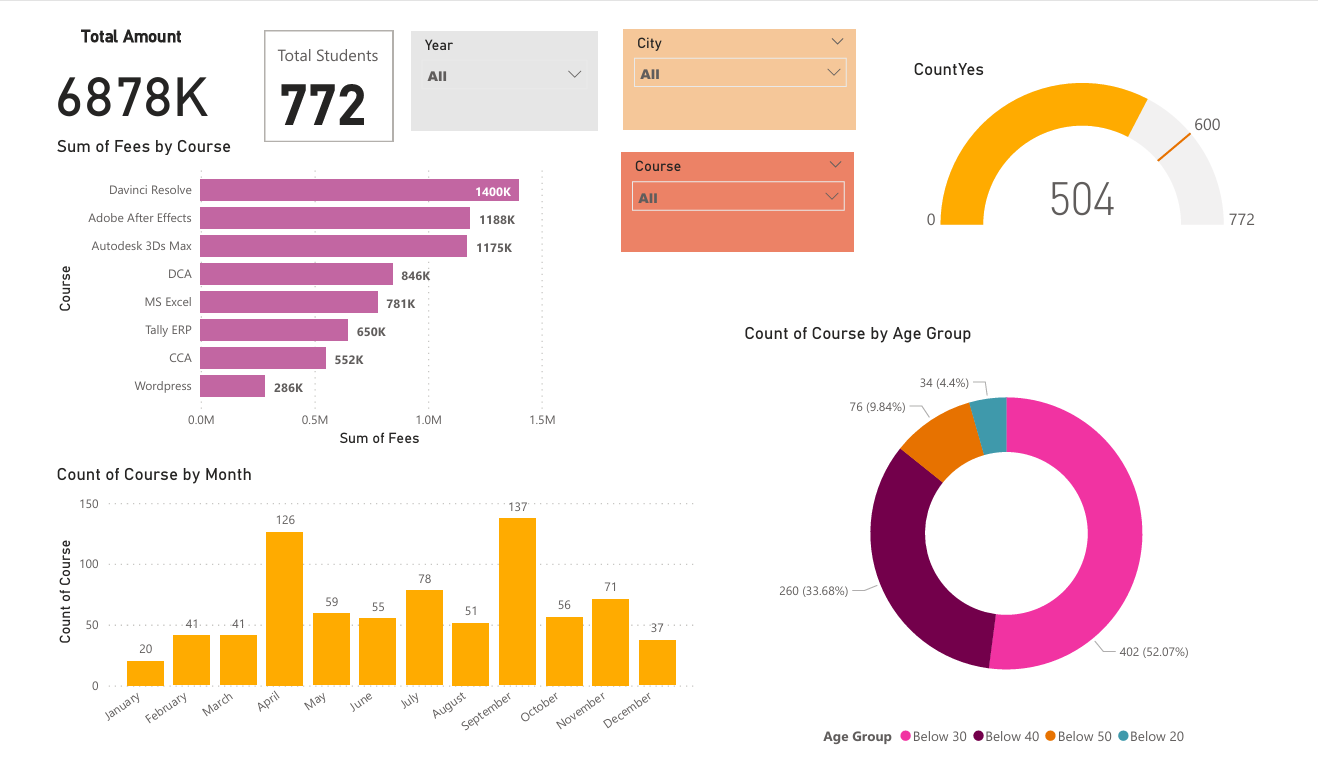 Total Amount
6878K
Total Students
772
Year
All
City
All
Course
All
CountYes
0
504
600
772
Sum of Fees by Course
Course
Davinci Resolve
1400K
Adobe After Effects
1188K
Autodesk 3Ds Max
1175K
DCA
846K
MS Excel
781K
Tally ERP
650K
CCA
552K
Wordpress
286K
0.0M
0.5M
1.0M
1.5M
Sum of Fees
Count of Course by Month
Count of Course
150
100
50
0
20
41
41
126
59
55
78
51
137
56
71
37
January
February
March
April
May
June
July
August
September
October
November
December
Count of Course by Age Group
34 (4.4%)
76 (9.84%)
260 (33.68%)
402 (52.07%)
Age Group Below 30 Below 40 Below 50 Below 20